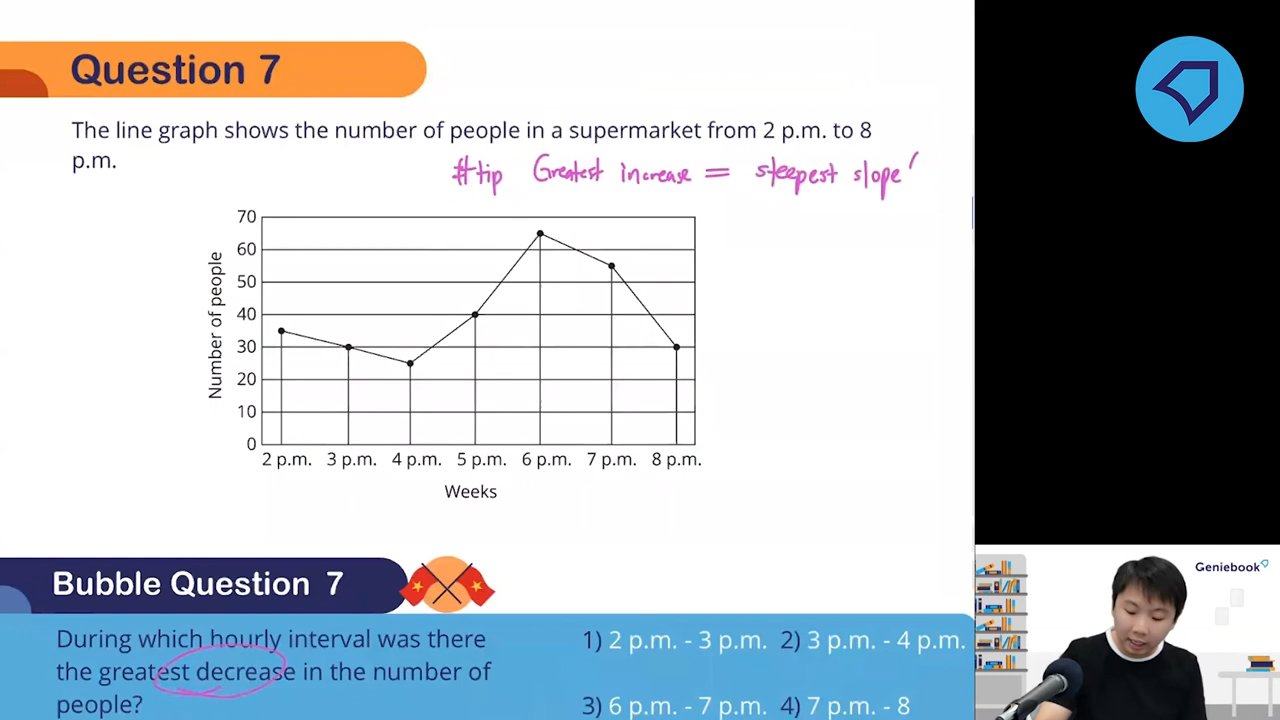 Question 7
The line graph shows the number of people in a supermarket from 2 p.m. to 8
p.m.
#tip Greatest increase = steepest slope
70
60
50
40
30
20
10
0
Number of people
2 p.m. 3 p.m. 4 p.m. 5 p.m. 6 p.m. 7 p.m. 8 p.m.
Weeks
Bubble Question 7
During which hourly interval was there
the greatest decrease in the number of
people?
1) 2 p.m. - 3 p.m. 2) 3 p.m. - 4 p.m.
3) 6 p.m. - 7 p.m. 4) 7 p.m. - 8
Geniebook